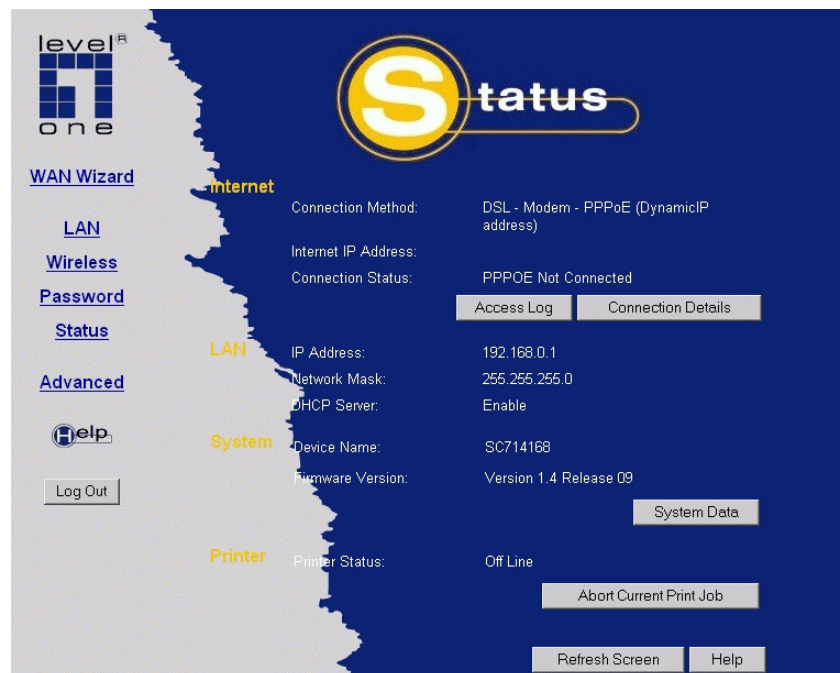 level®
one
Status
WAN Wizard
LAN
Wireless
Password
Status
Advanced
Help
Log Out
Internet
Connection Method: DSL - Modem - PPPoE (DynamicIP
address)
Internet IP Address:
Connection Status: PPPOE Not Connected
Access Log Connection Details
LAN
IP Address: 192.168.0.1
Network Mask: 255.255.255.0
DHCP Server: Enable
System
Device Name: SC714168
Firmware Version: Version 1.4 Release 09
System Data
Printer
Printer Status: Off Line
Abort Current Print Job
Refresh Screen Help